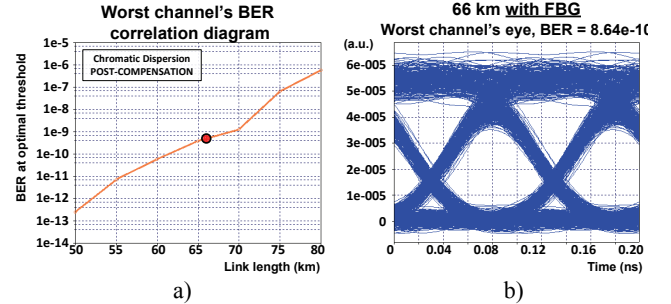 Worst channel's BER
correlation diagram
BER at optimal threshold
1e-5
1e-6
1e-7
1e-8
1e-9
1e-10
1e-11
1e-12
1e-13
1e-14
Chromatic Dispersion
POST-COMPENSATION
50 55 60 65 70 75 80
Link length (km)
a)
66 km with FBG
Worst channel's eye, BER = 8.64e-10
(a.u.)
6e-005
5e-005
4e-005
3e-005
2e-005
1e-005
0
0 0.04 0.08 0.12 0.16 0.20
Time (ns)
b)